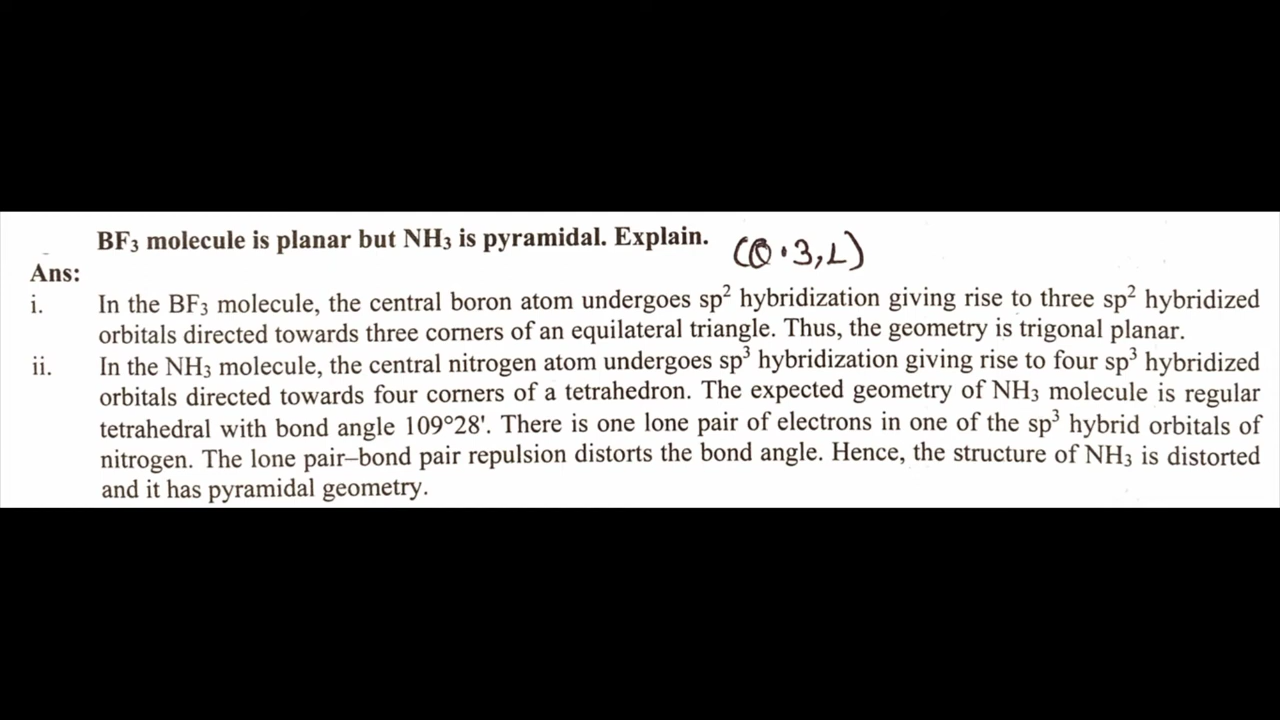 BF₃ molecule is planar but NH₃ is pyramidal. Explain. (Q.3,L)
Ans:
i. In the BF₃ molecule, the central boron atom undergoes sp² hybridization giving rise to three sp² hybridized
orbitals directed towards three corners of an equilateral triangle. Thus, the geometry is trigonal planar.
ii. In the NH₃ molecule, the central nitrogen atom undergoes sp³ hybridization giving rise to four sp³ hybridized
orbitals directed towards four corners of a tetrahedron. The expected geometry of NH₃ molecule is regular
tetrahedral with bond angle 109°28'. There is one lone pair of electrons in one of the sp³ hybrid orbitals of
nitrogen. The lone pair–bond pair repulsion distorts the bond angle. Hence, the structure of NH₃ is distorted
and it has pyramidal geometry.